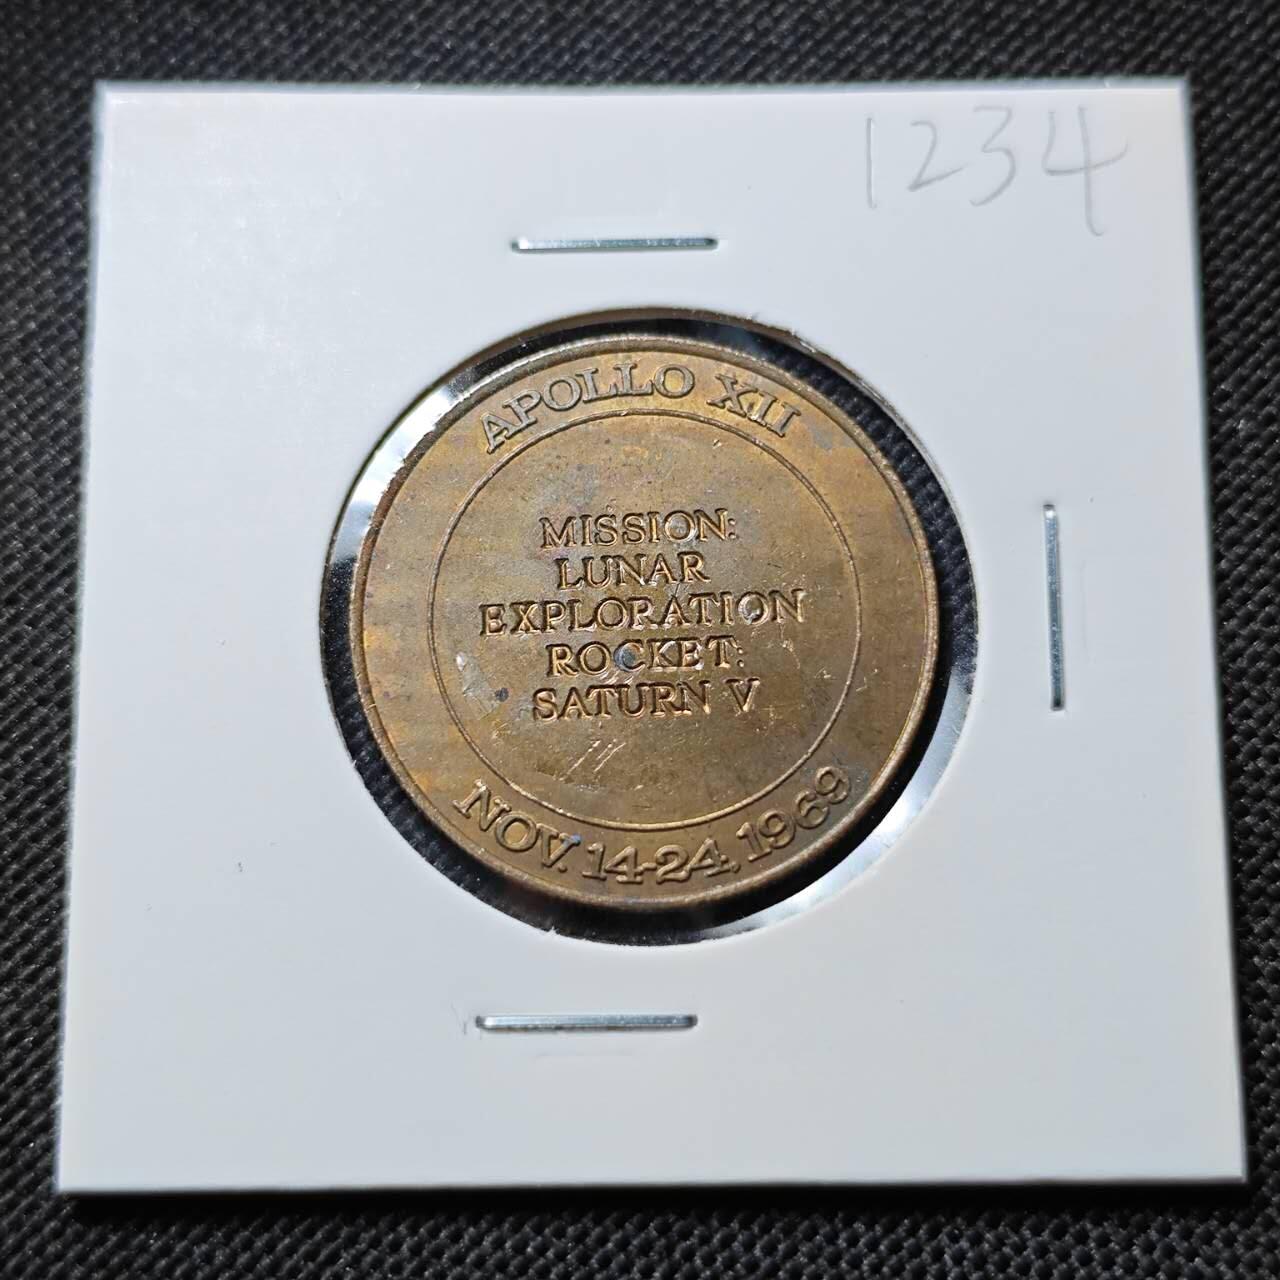 1234
APOLLO XII
MISSION:
LUNAR
EXPLORATION
ROCKET:
SATURN V
NOV. 14-24, 1969